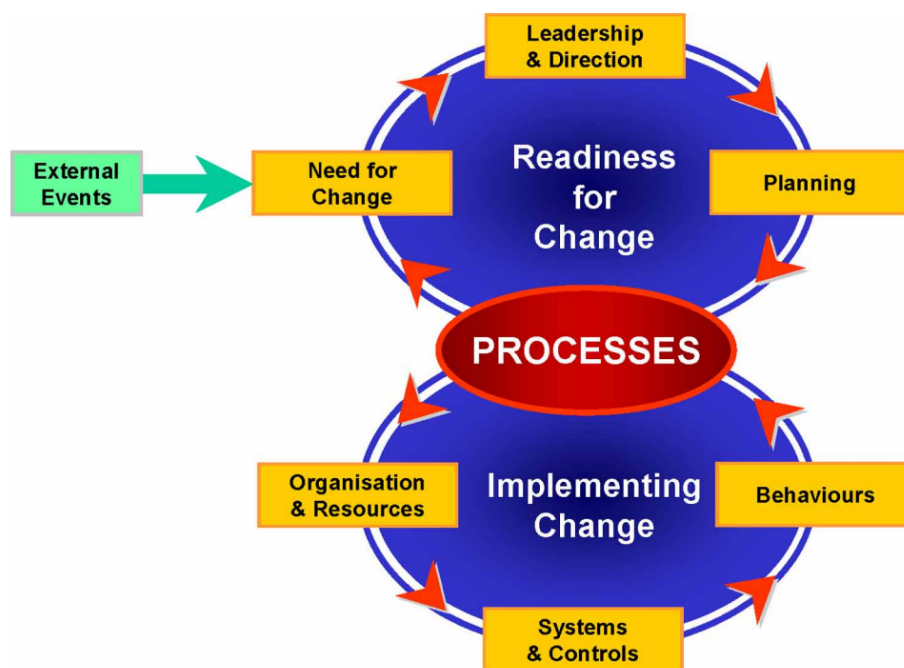 Leadership
& Direction
External
Events
Need for
Change
Readiness
for
Change
Planning
PROCESSES
Organisation
& Resources
Implementing
Change
Behaviours
Systems
& Controls